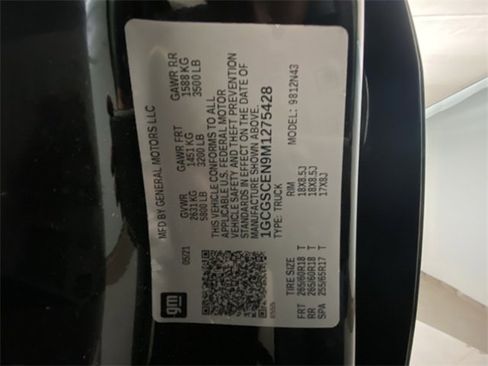 gm
MFD BY GENERAL MOTORS LLC
05/21
GVWR GAWR FRT GAWR RR
2631 KG 1451 KG 1588 KG
5800 LB 3200 LB 3500 LB
THIS VEHICLE CONFORMS TO ALL
APPLICABLE U.S. FEDERAL MOTOR
VEHICLE SAFETY AND THEFT PREVENTION
STANDARDS IN EFFECT ON THE DATE OF
MANUFACTURE SHOWN ABOVE.
1GCGSCEN9M1275428
TYPE: TRUCK MODEL: 9812N43
TIRE SIZE RIM
FRT 265/60R18 T 18X8.5J
RR 265/60R18 T 18X8.5J
SPA 255/65R17 T 17X8J